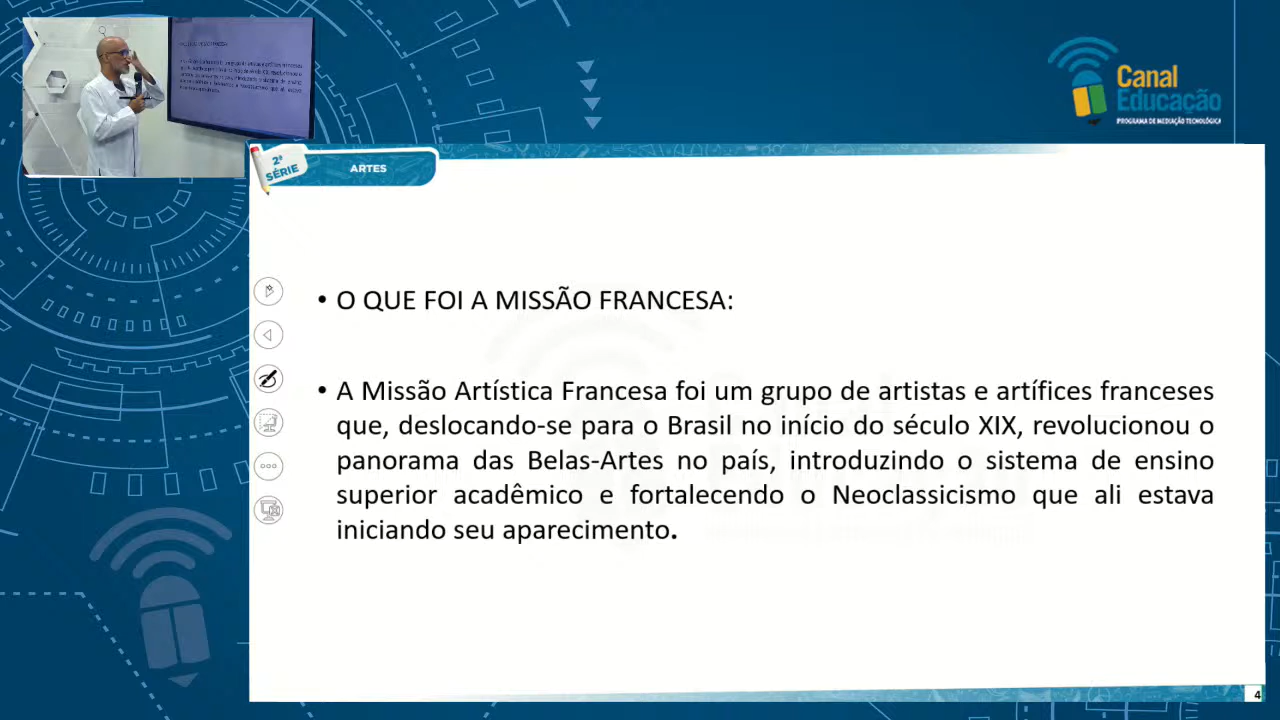 Canal
Educação
PROGRAMA DE MEDIAÇÃO TECNOLÓGICA
2ª
SÉRIE
ARTES
• O QUE FOI A MISSÃO FRANCESA:
• A Missão Artística Francesa foi um grupo de artistas e artífices franceses
que, deslocando-se para o Brasil no início do século XIX, revolucionou o
panorama das Belas-Artes no país, introduzindo o sistema de ensino
superior acadêmico e fortalecendo o Neoclassicismo que ali estava
iniciando seu aparecimento.
4